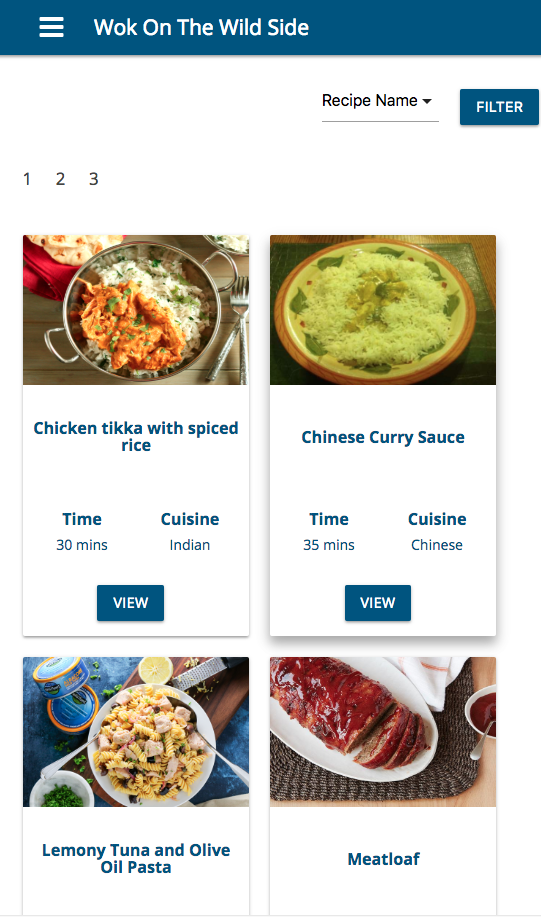 Wok On The Wild Side
Recipe Name
FILTER
1 2 3
Chicken tikka with spiced
rice
Time Cuisine
30 mins Indian
VIEW
Chinese Curry Sauce
Time Cuisine
35 mins Chinese
VIEW
Lemony Tuna and Olive
Oil Pasta
Meatloaf